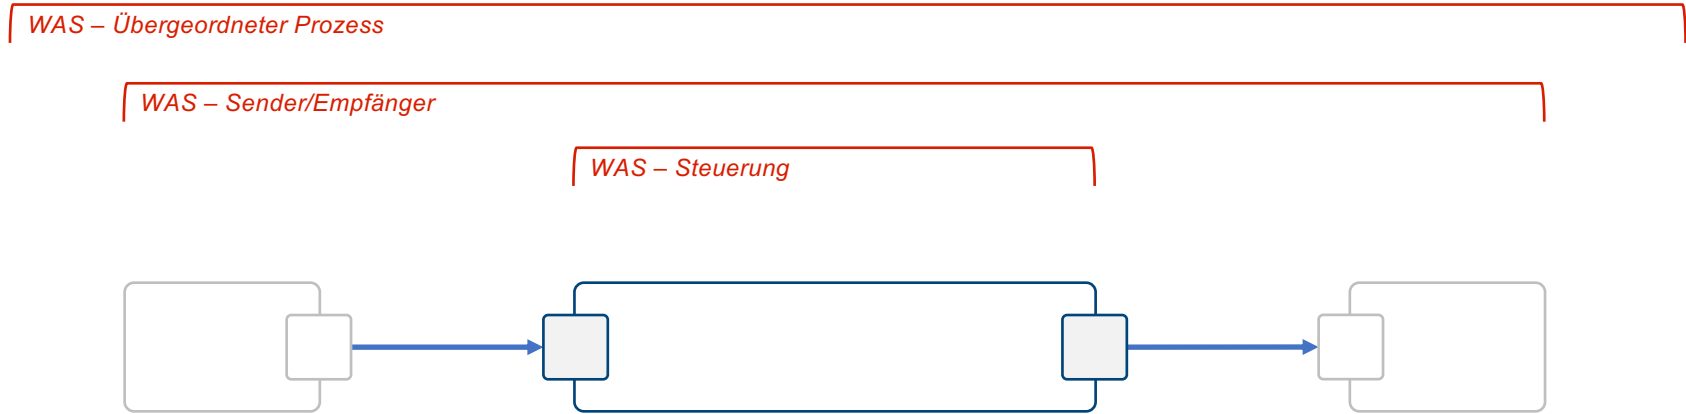 WAS – Übergeordneter Prozess
WAS – Sender/Empfänger
WAS – Steuerung